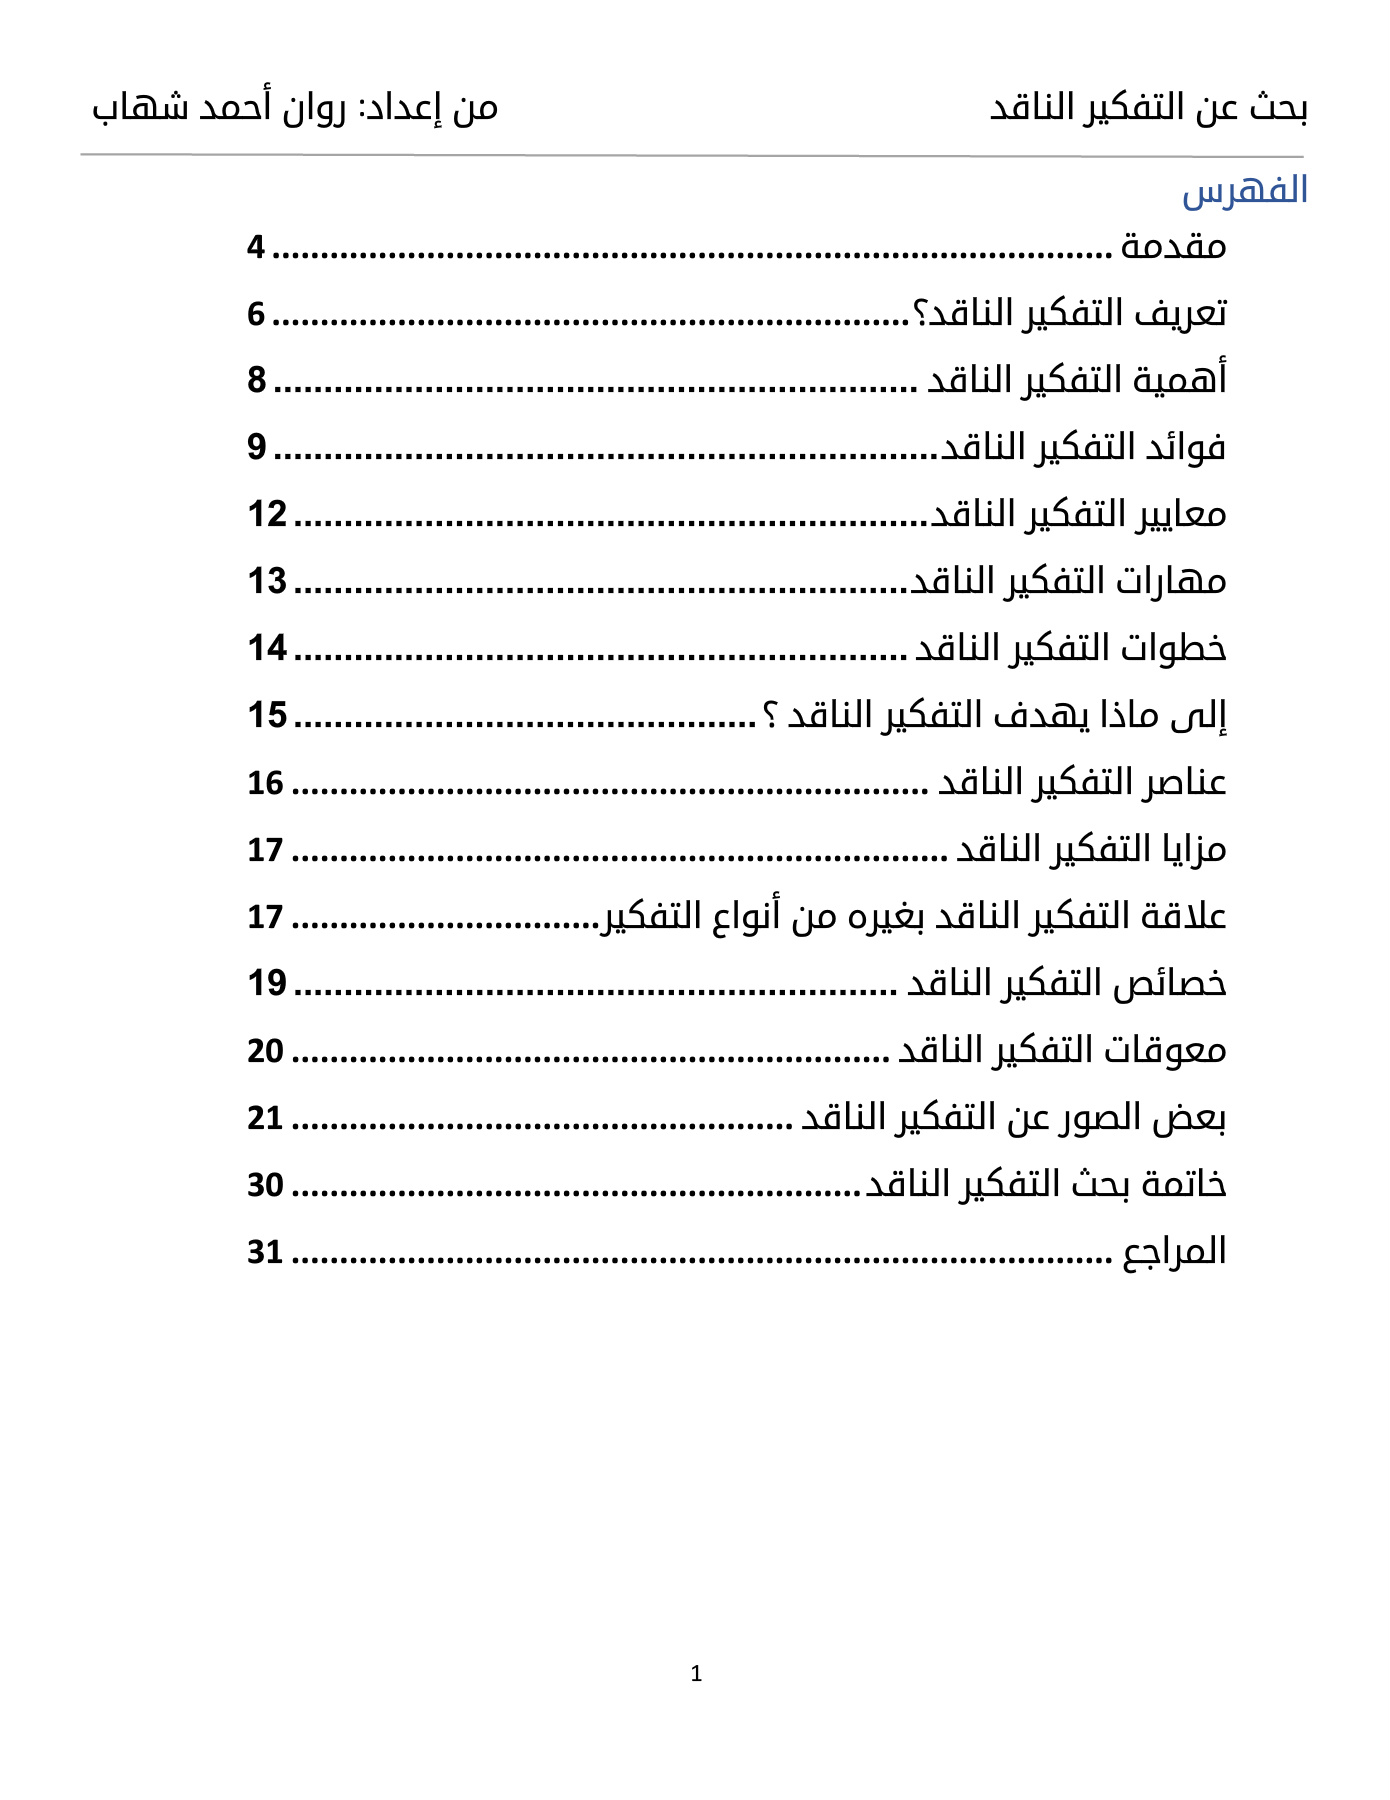 بحث عن التفكير الناقد من إعداد: روان أحمد شهاب
الفهرس
مقدمة ........................................................................................ 4
تعريف التفكير الناقد؟.................................................................. 6
أهمية التفكير الناقد ................................................................ 8
فوائد التفكير الناقد.................................................................. 9
معايير التفكير الناقد............................................................... 12
مهارات التفكير الناقد............................................................. 13
خطوات التفكير الناقد ............................................................. 14
إلى ماذا يهدف التفكير الناقد ؟.............................................. 15
عناصر التفكير الناقد .................................................................. 16
مزايا التفكير الناقد .................................................................... 17
علاقة التفكير الناقد بغيره من أنواع التفكير................................ 17
خصائص التفكير الناقد ............................................................ 19
معوقات التفكير الناقد .............................................................. 20
بعض الصور عن التفكير الناقد .................................................... 21
خاتمة بحث التفكير الناقد........................................................... 30
المراجع ..................................................................................... 31
1